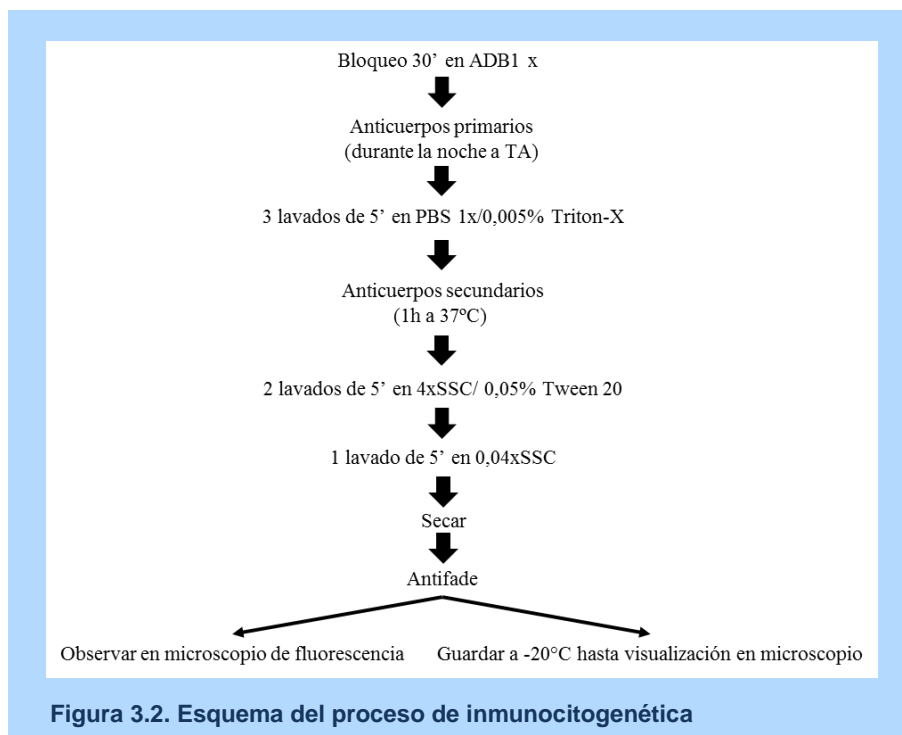 Bloqueo 30’ en ADB1 x
Anticuerpos primarios
(durante la noche a TA)
3 lavados de 5’ en PBS 1x/0,005% Triton-X
Anticuerpos secundarios
(1h a 37ºC)
2 lavados de 5’ en 4xSSC/ 0,05% Tween 20
1 lavado de 5’ en 0,04xSSC
Secar
Antifade
Observar en microscopio de fluorescencia
Guardar a -20°C hasta visualización en microscopio
Figura 3.2. Esquema del proceso de inmunocitogenética